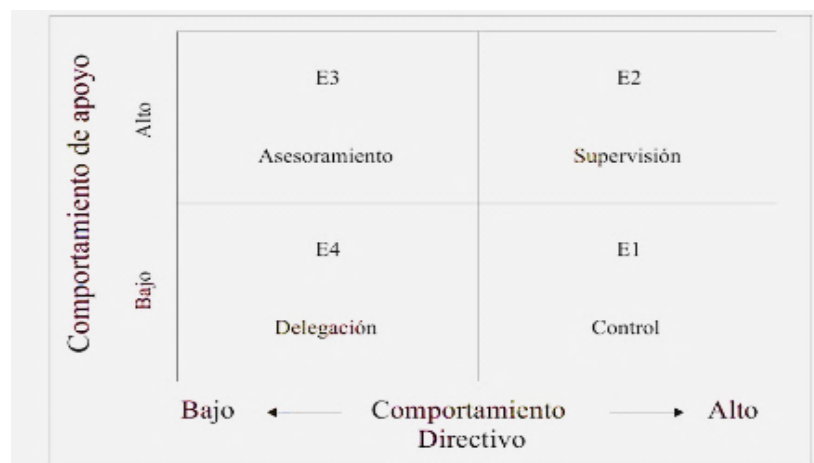 Comportamiento de apoyo
Alto
E3
E2
Asesoramiento
Supervisión
Bajo
E4
E1
Delegación
Control
Bajo
Comportamiento
Directivo
Alto